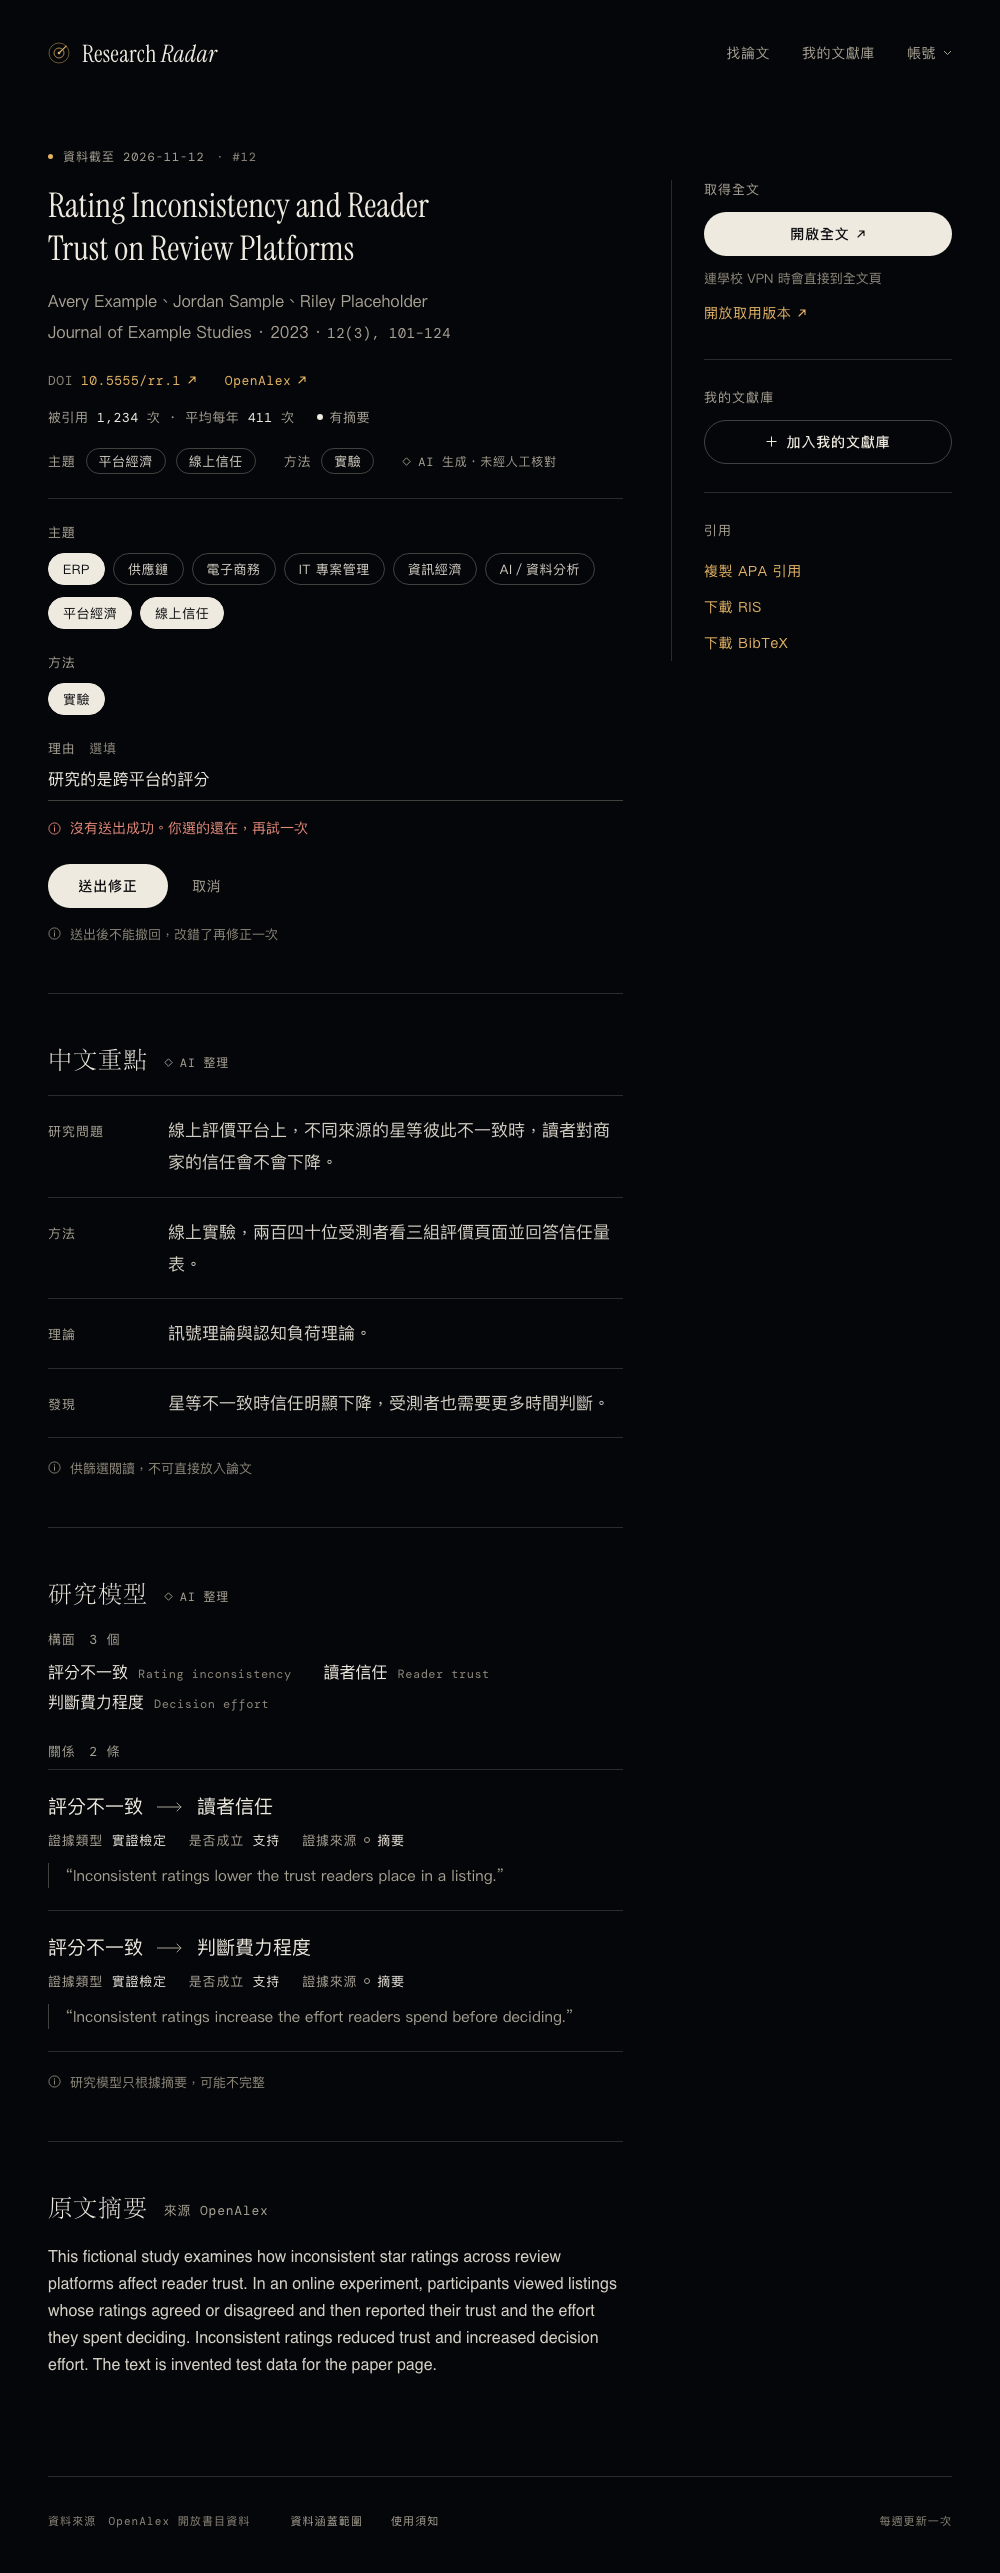 Research Radar
找論文 我的文獻庫 帳號
資料截至 2026-11-12 · #12
Rating Inconsistency and Reader
Trust on Review Platforms
Avery Example、Jordan Sample、Riley Placeholder
Journal of Example Studies · 2023 · 12(3), 101–124
DOI 10.5555/rr.1 ↗ OpenAlex ↗
被引用 1,234 次 · 平均每年 411 次 有摘要
主題 平台經濟 線上信任 方法 實驗 ◇ AI 生成·未經人工核對
主題
ERP 供應鏈 電子商務 IT 專案管理 資訊經濟 AI / 資料分析
平台經濟 線上信任
方法
實驗
理由 選填
研究的是跨平台的評分
沒有送出成功。你選的還在，再試一次
送出修正 取消
送出後不能撤回，改錯了再修正一次
取得全文
開啟全文 ↗
連學校 VPN 時會直接到全文頁
開放取用版本 ↗
我的文獻庫
＋ 加入我的文獻庫
引用
複製 APA 引用
下載 RIS
下載 BibTeX
中文重點 ◇ AI 整理
研究問題 線上評價平台上，不同來源的星等彼此不一致時，讀者對商
家的信任會不會下降。
方法 線上實驗，兩百四十位受測者看三組評價頁面並回答信任量
表。
理論 訊號理論與認知負荷理論。
發現 星等不一致時信任明顯下降，受測者也需要更多時間判斷。
供篩選閱讀，不可直接放入論文
研究模型 ◇ AI 整理
構面 3 個
評分不一致 Rating inconsistency 讀者信任 Reader trust
判斷費力程度 Decision effort
關係 2 條
評分不一致 → 讀者信任
證據類型 實證檢定 是否成立 支持 證據來源 摘要
“Inconsistent ratings lower the trust readers place in a listing.”
評分不一致 → 判斷費力程度
證據類型 實證檢定 是否成立 支持 證據來源 摘要
“Inconsistent ratings increase the effort readers spend before deciding.”
研究模型只根據摘要，可能不完整
原文摘要 來源 OpenAlex
This fictional study examines how inconsistent star ratings across review
platforms affect reader trust. In an online experiment, participants viewed listings
whose ratings agreed or disagreed and then reported their trust and the effort
they spent deciding. Inconsistent ratings reduced trust and increased decision
effort. The text is invented test data for the paper page.
資料來源 OpenAlex 開放書目資料 資料涵蓋範圍 使用須知 每週更新一次